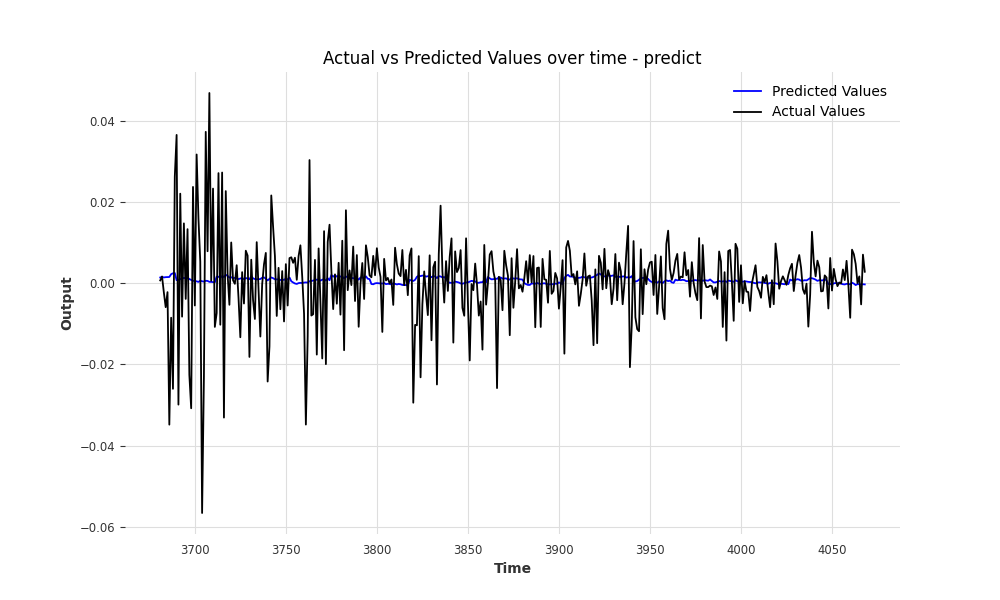 Actual vs Predicted Values over time - predict
Predicted Values
Actual Values
0.04
0.02
0.00
−0.02
−0.04
−0.06
Output
3700 3750 3800 3850 3900 3950 4000 4050
Time